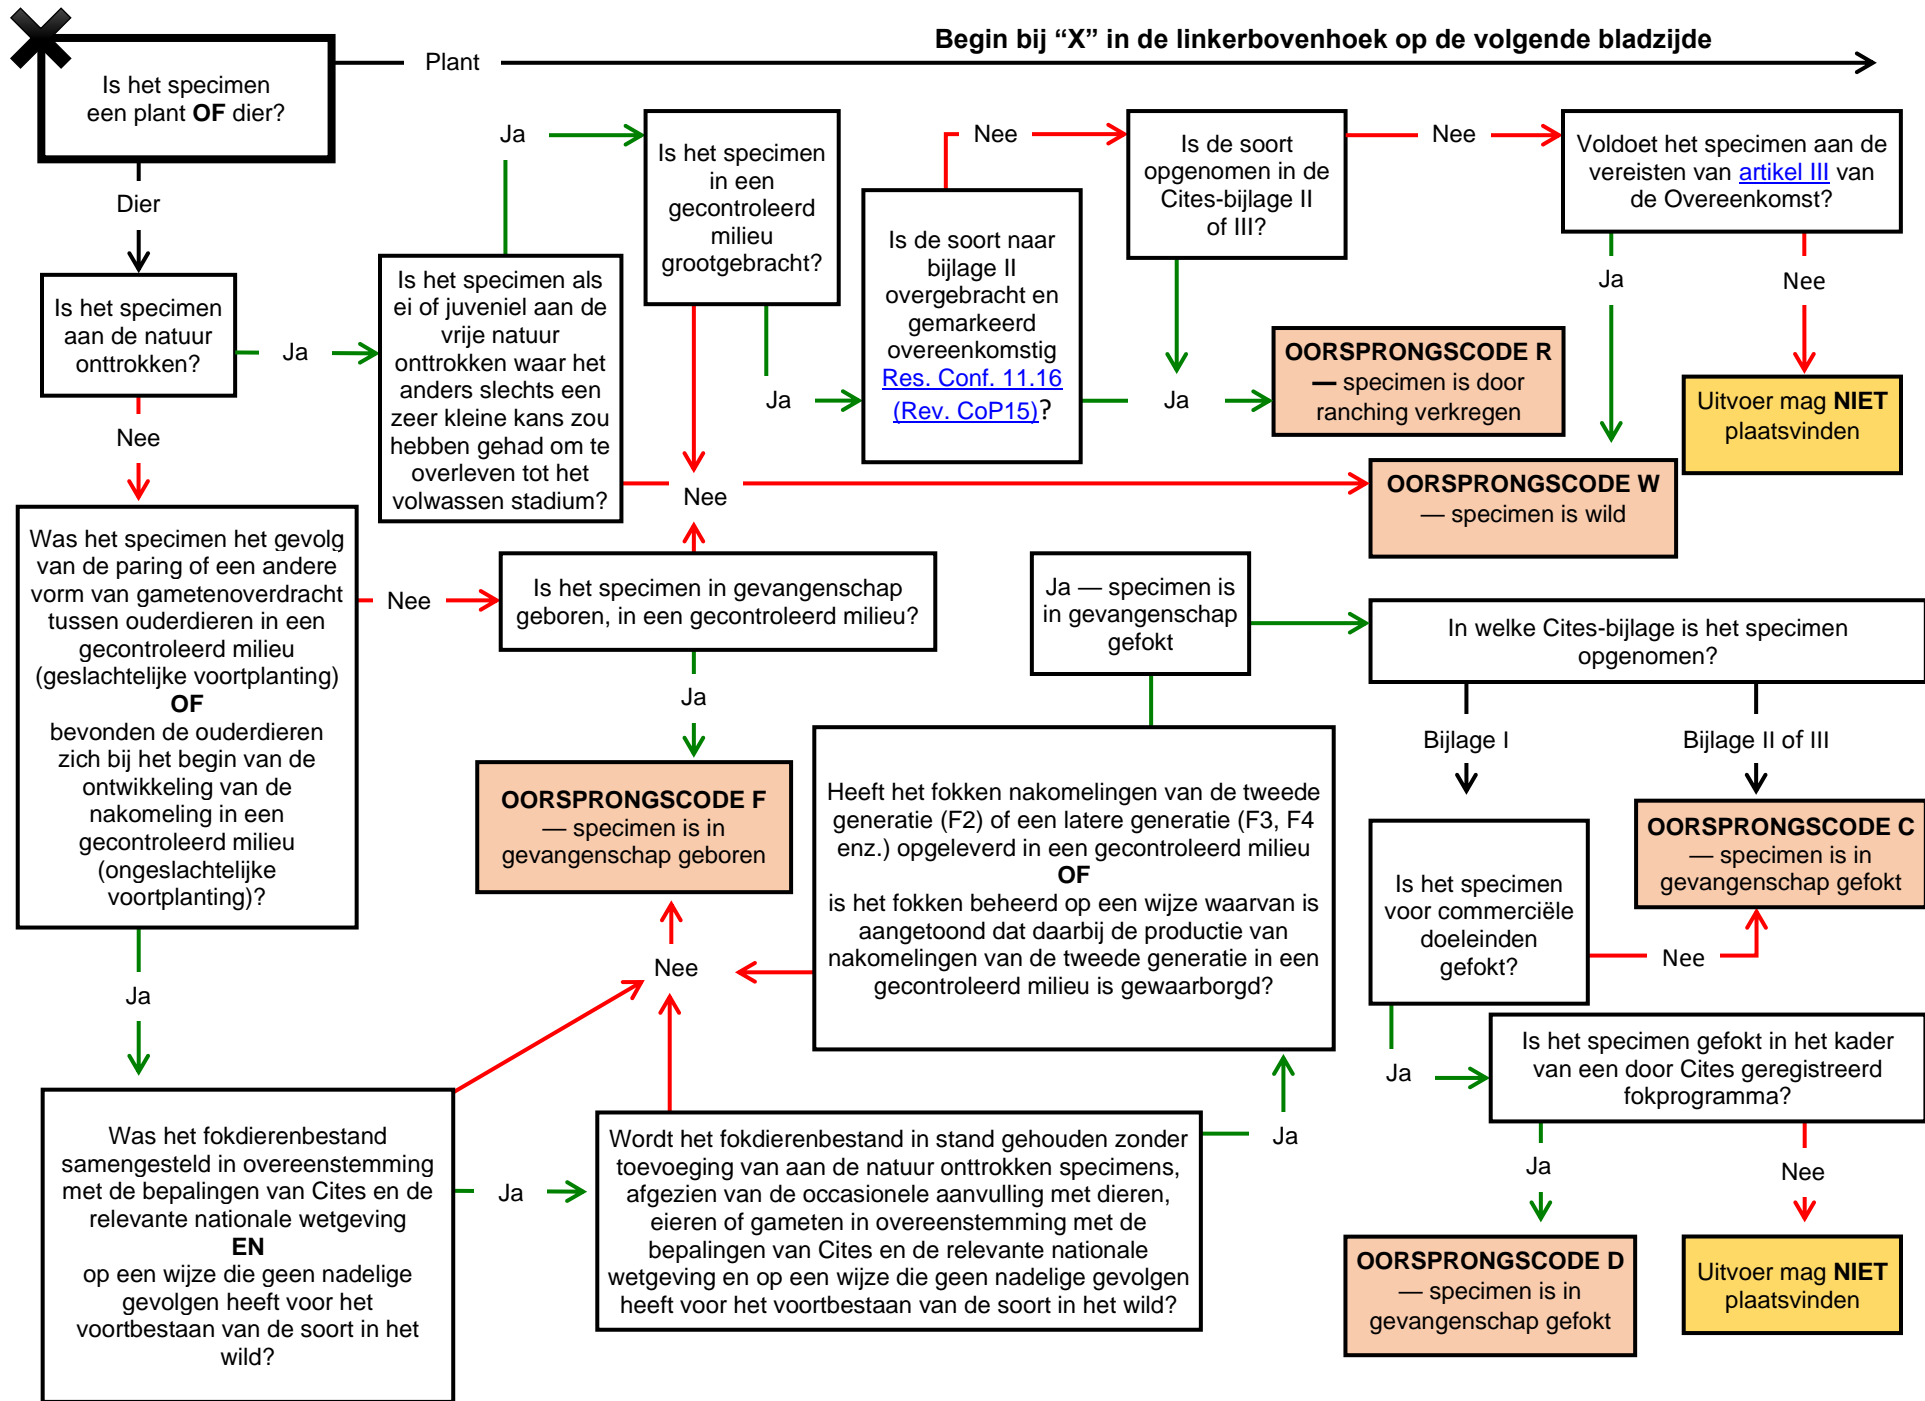 Begin bij “X” in de linkerbovenhoek op de volgende bladzijde
Is het specimen
een plant OF dier?
Plant
Dier
Is het specimen
aan de natuur
onttrokken?
Ja
Nee
Is het specimen als
ei of juveniel aan de
vrije natuur
onttrokken waar het
anders slechts een
zeer kleine kans zou
hebben gehad om te
overleven tot het
volwassen stadium?
Ja
Is het specimen
in een
gecontroleerd
milieu
grootgebracht?
Ja
Nee
Is de soort naar
bijlage II
overgebracht en
gemarkeerd
overeenkomstig
Res. Conf. 11.16
(Rev. CoP15)?
Nee
Ja
Is de soort
opgenomen in de
Cites-bijlage II
of III?
Nee
Voldoet het specimen aan de
vereisten van artikel III van
de Overeenkomst?
Ja
Nee
OORSPRONGSCODE R
— specimen is door
ranching verkregen
Uitvoer mag NIET
plaatsvinden
OORSPRONGSCODE W
— specimen is wild
Was het specimen het gevolg
van de paring of een andere
vorm van gametenoverdracht
tussen ouderdieren in een
gecontroleerd milieu
(geslachtelijke voortplanting)
OF
bevonden de ouderdieren
zich bij het begin van de
ontwikkeling van de
nakomeling in een
gecontroleerd milieu
(ongeslachtelijke
voortplanting)?
Nee
Is het specimen in gevangenschap
geboren, in een gecontroleerd milieu?
Ja
OORSPRONGSCODE F
— specimen is in
gevangenschap geboren
Nee
Ja
Was het fokdierenbestand
samengesteld in overeenstemming
met de bepalingen van Cites en de
relevante nationale wetgeving
EN
op een wijze die geen nadelige
gevolgen heeft voor het
voortbestaan van de soort in het
wild?
Ja
Wordt het fokdierenbestand in stand gehouden zonder
toevoeging van aan de natuur onttrokken specimens,
afgezien van de occasionele aanvulling met dieren,
eieren of gameten in overeenstemming met de
bepalingen van Cites en de relevante nationale
wetgeving en op een wijze die geen nadelige gevolgen
heeft voor het voortbestaan van de soort in het wild?
Ja
Heeft het fokken nakomelingen van de tweede
generatie (F2) of een latere generatie (F3, F4
enz.) opgeleverd in een gecontroleerd milieu
OF
is het fokken beheerd op een wijze waarvan is
aangetoond dat daarbij de productie van
nakomelingen van de tweede generatie in een
gecontroleerd milieu is gewaarborgd?
Ja — specimen is
in gevangenschap
gefokt
In welke Cites-bijlage is het specimen
opgenomen?
Bijlage I
Bijlage II of III
OORSPRONGSCODE C
— specimen is in
gevangenschap gefokt
Is het specimen
voor commerciële
doeleinden
gefokt?
Nee
Ja
Is het specimen gefokt in het kader
van een door Cites geregistreerd
fokprogramma?
Ja
Nee
OORSPRONGSCODE D
— specimen is in
gevangenschap gefokt
Uitvoer mag NIET
plaatsvinden